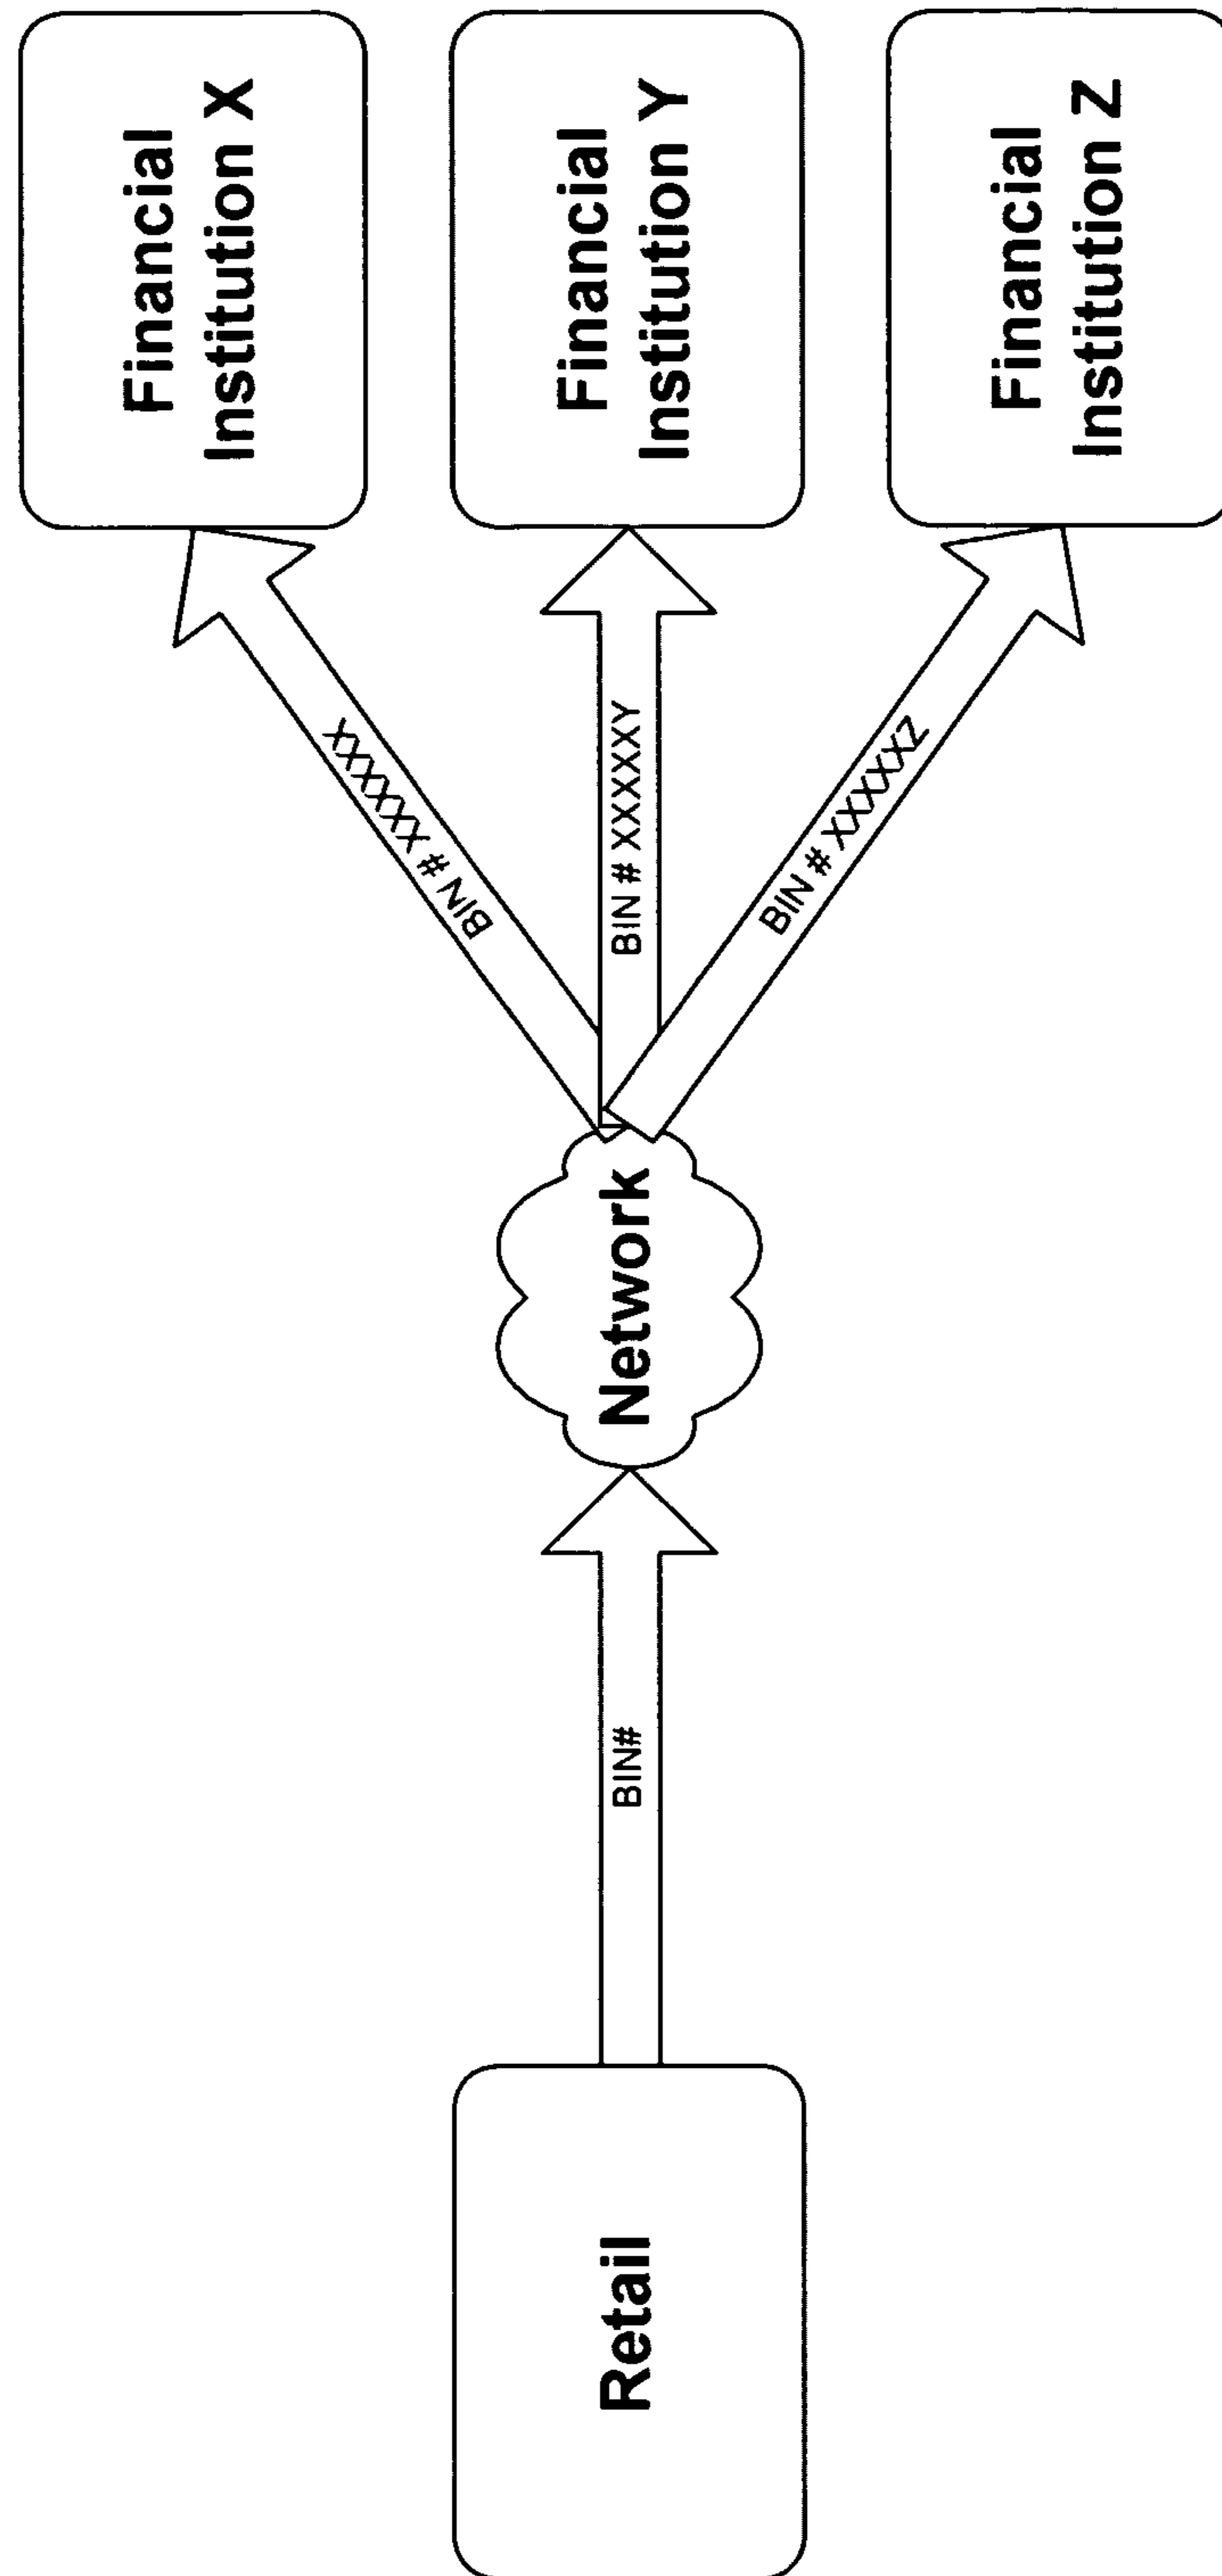 Retail
BIN#
Network
BIN # XXXXXX
BIN # XXXXXY
BIN # XXXXXZ
Financial
Institution X
Financial
Institution Y
Financial
Institution Z